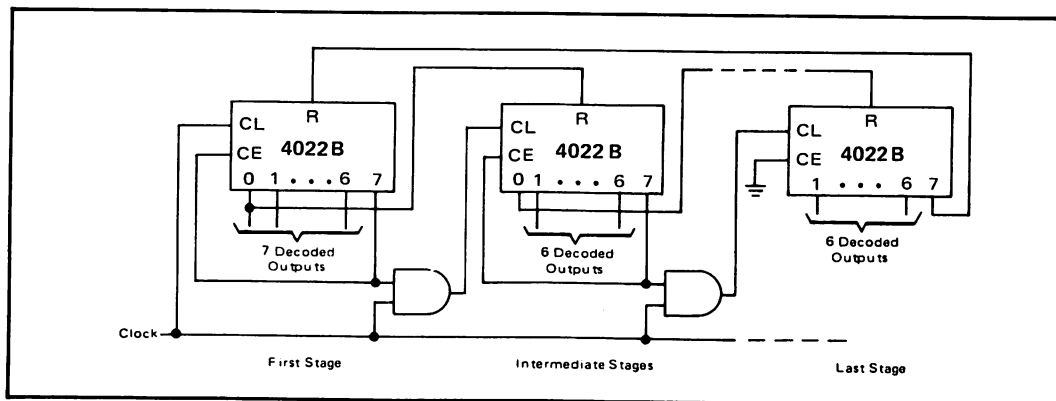 R
CL
CE
4022B
0 1 • • • 6 7
7 Decoded
Outputs
R
CL
CE
4022B
0 1 • • • 6 7
6 Decoded
Outputs
R
CL
CE
4022B
1 • • • 6 7
6 Decoded
Outputs
Clock
First Stage
Intermediate Stages
Last Stage